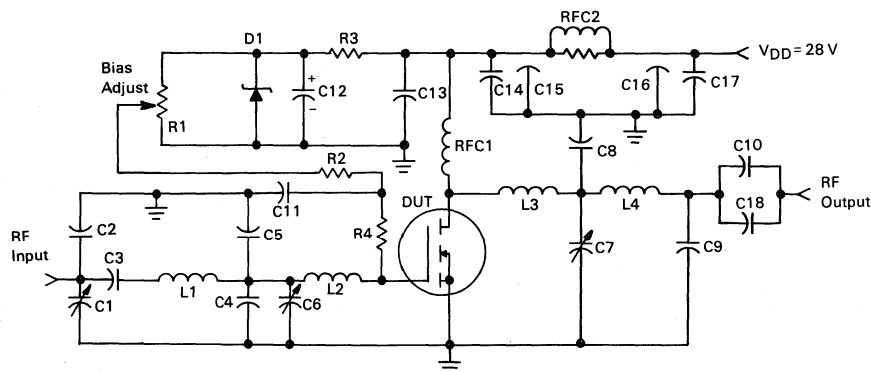 RFC2
D1
R3
V_DD = 28 V
Bias
Adjust
C12
+
–
C13
C14
C15
C16
C17
R1
RFC1
C8
C10
R2
C11
DUT
L3
L4
C18
RF
Output
C2
C5
R4
RF
Input
C3
C7
C9
L1
L2
C1
C4
C6